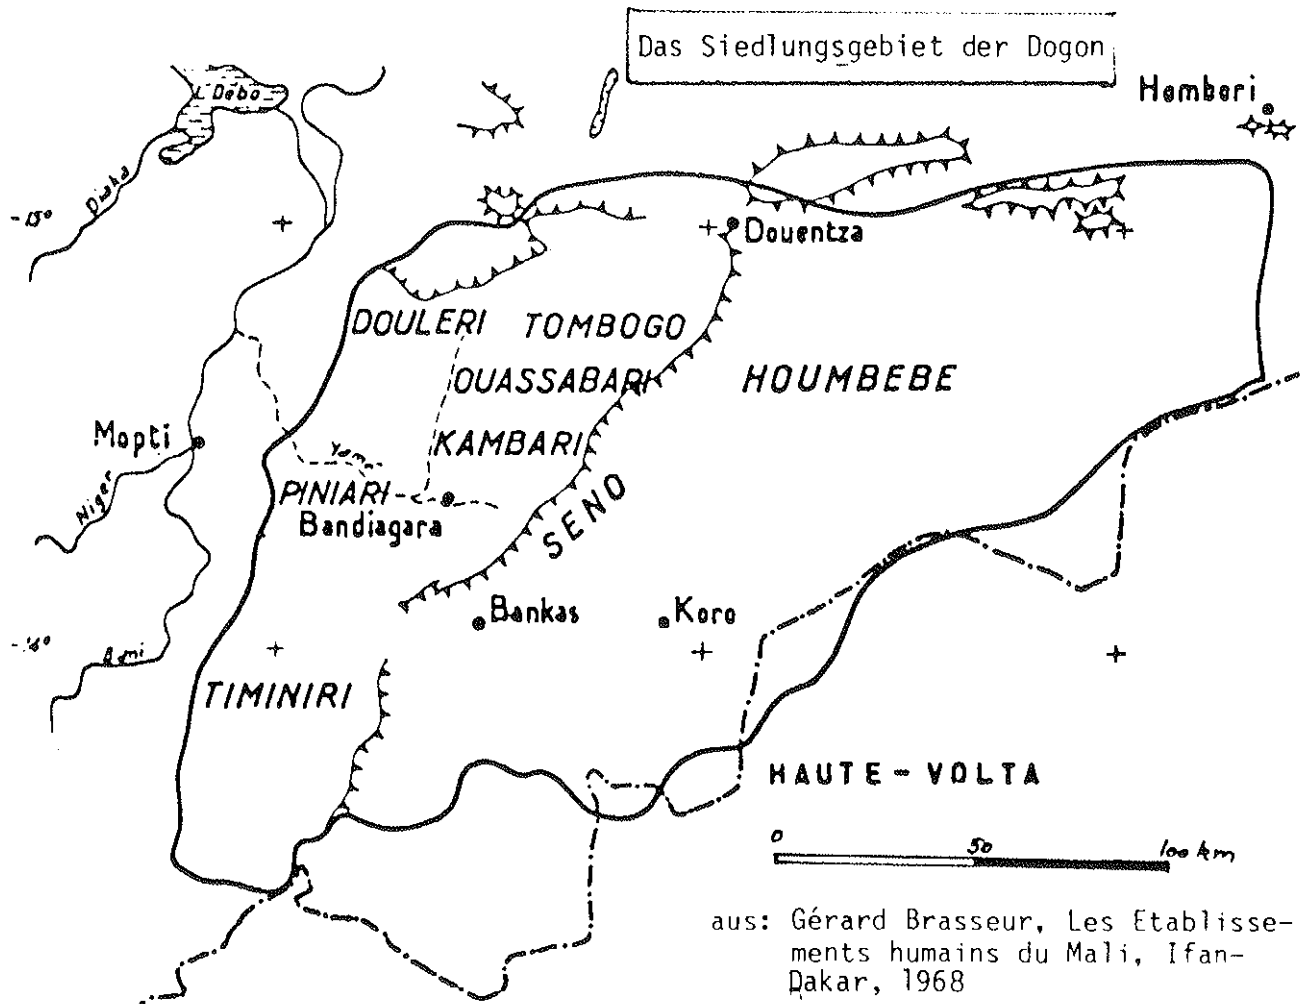 Das Siedlungsgebiet der Dogon
L. Debo
Hombori
Diaka
-15°
Douentza
DOULERI
TOMBOGO
OUASSABARI
HOUMBEBE
Mopti
KAMBARI
Yame
PINIARI
Niger
Bandiagara
SENO
Bankas
Koro
Bani
TIMINIRI
HAUTE-VOLTA
0 50 100 km
aus: Gérard Brasseur, Les Etablisse-
ments humains du Mali, Ifan-
Dakar, 1968